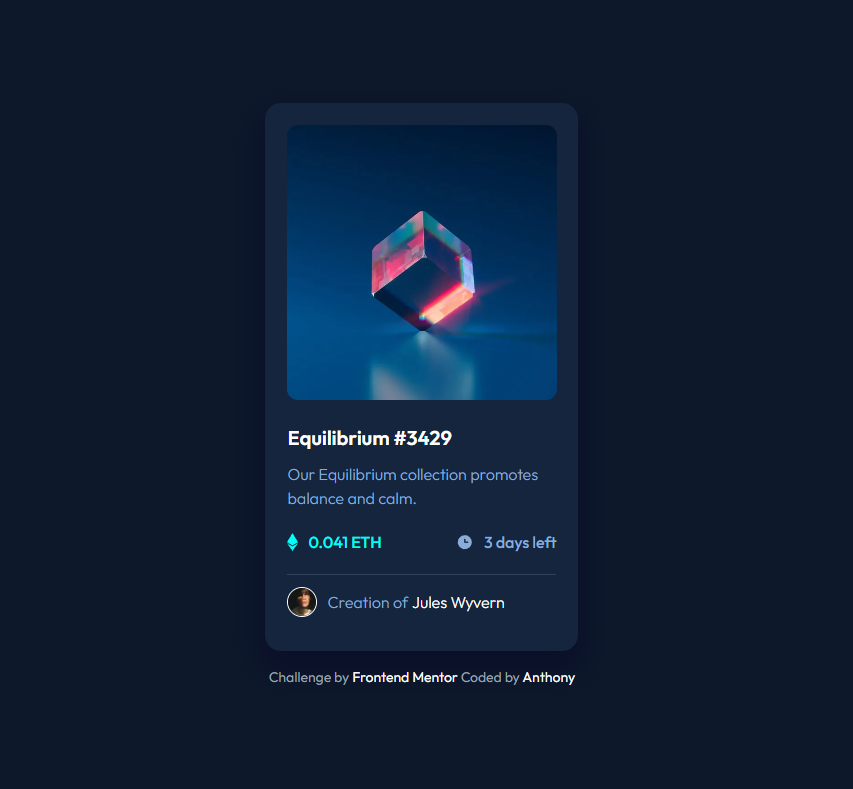 Equilibrium #3429
Our Equilibrium collection promotes
balance and calm.
0.041 ETH 3 days left
Creation of Jules Wyvern
Challenge by Frontend Mentor Coded by Anthony